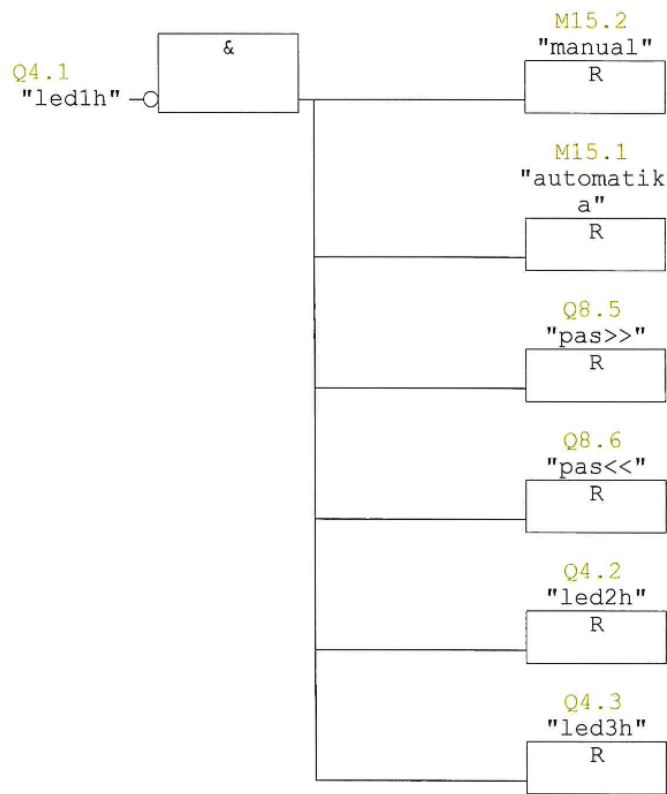 M15.2
"manual"
R
&
Q4.1
"led1h"
M15.1
"automatik
a"
R
Q8.5
"pas>>"
R
Q8.6
"pas<<"
R
Q4.2
"led2h"
R
Q4.3
"led3h"
R